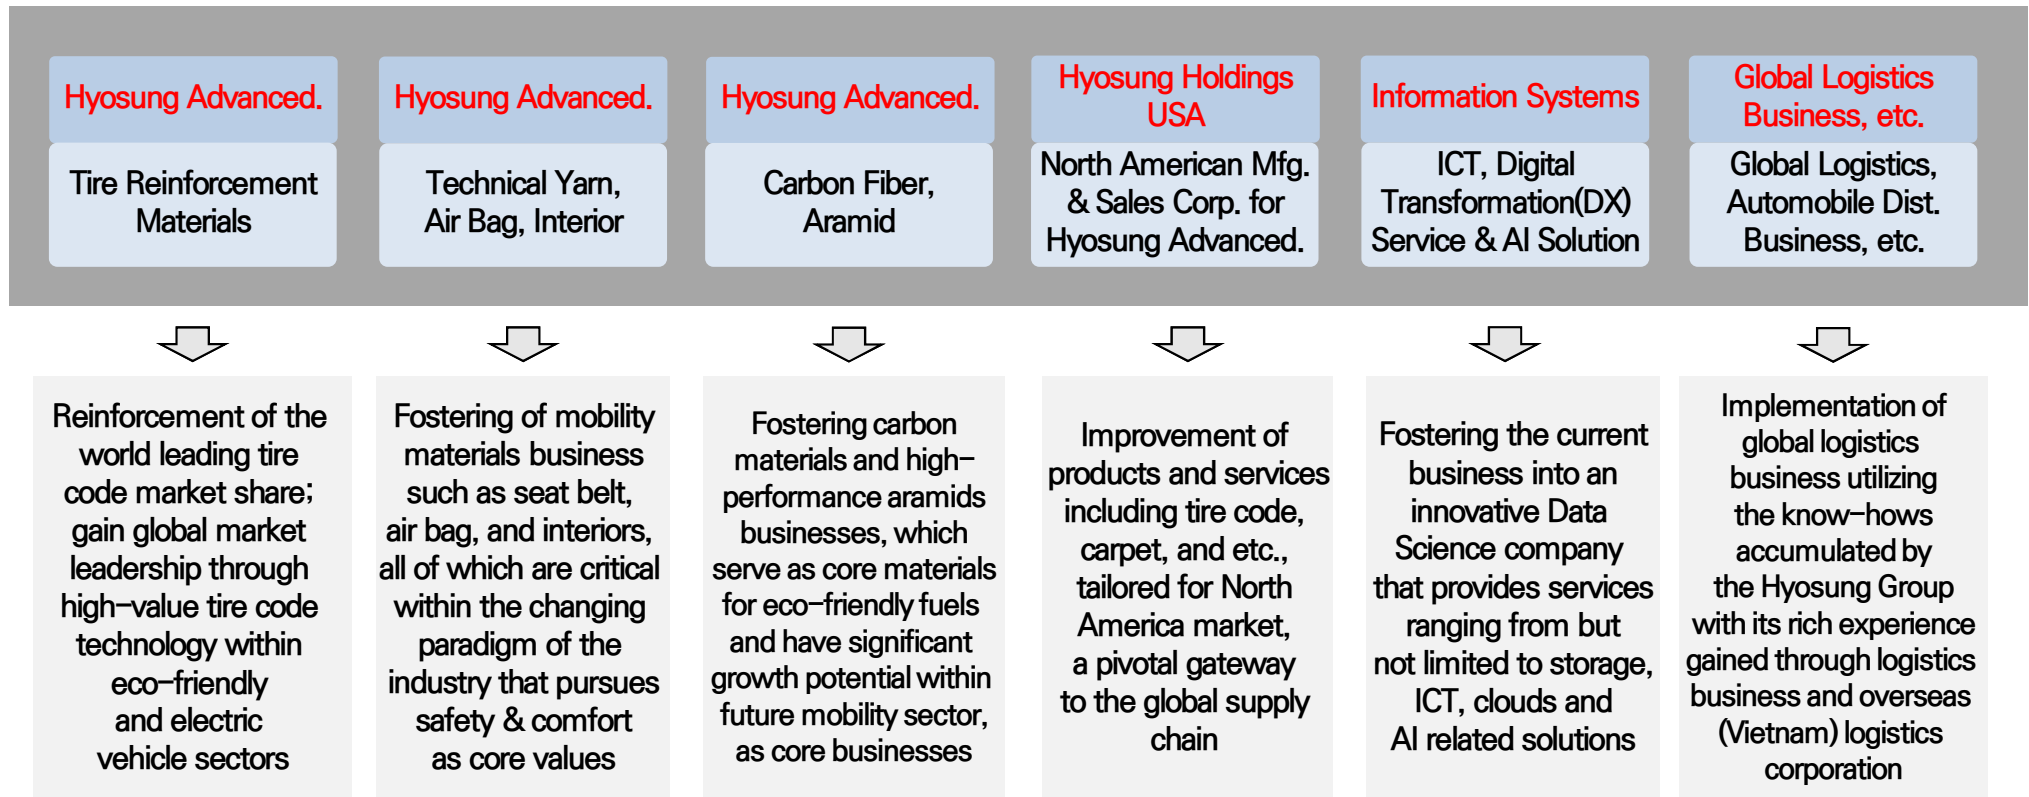 Hyosung Advanced.
Tire Reinforcement
Materials
Reinforcement of the
world leading tire
code market share;
gain global market
leadership through
high-value tire code
technology within
eco-friendly
and electric
vehicle sectors
Hyosung Advanced.
Technical Yarn,
Air Bag, Interior
Fostering of mobility
materials business
such as seat belt,
air bag, and interiors,
all of which are critical
within the changing
paradigm of the
industry that pursues
safety & comfort
as core values
Hyosung Advanced.
Carbon Fiber,
Aramid
Fostering carbon
materials and high-
performance aramids
businesses, which
serve as core materials
for eco-friendly fuels
and have significant
growth potential within
future mobility sector,
as core businesses
Hyosung Holdings
USA
North American Mfg.
& Sales Corp. for
Hyosung Advanced.
Improvement of
products and services
including tire code,
carpet, and etc.,
tailored for North
America market,
a pivotal gateway
to the global supply
chain
Information Systems
ICT, Digital
Transformation(DX)
Service & AI Solution
Fostering the current
business into an
innovative Data
Science company
that provides services
ranging from but
not limited to storage,
ICT, clouds and
AI related solutions
Global Logistics
Business, etc.
Global Logistics,
Automobile Dist.
Business, etc.
Implementation of
global logistics
business utilizing
the know-hows
accumulated by
the Hyosung Group
with its rich experience
gained through logistics
business and overseas
(Vietnam) logistics
corporation